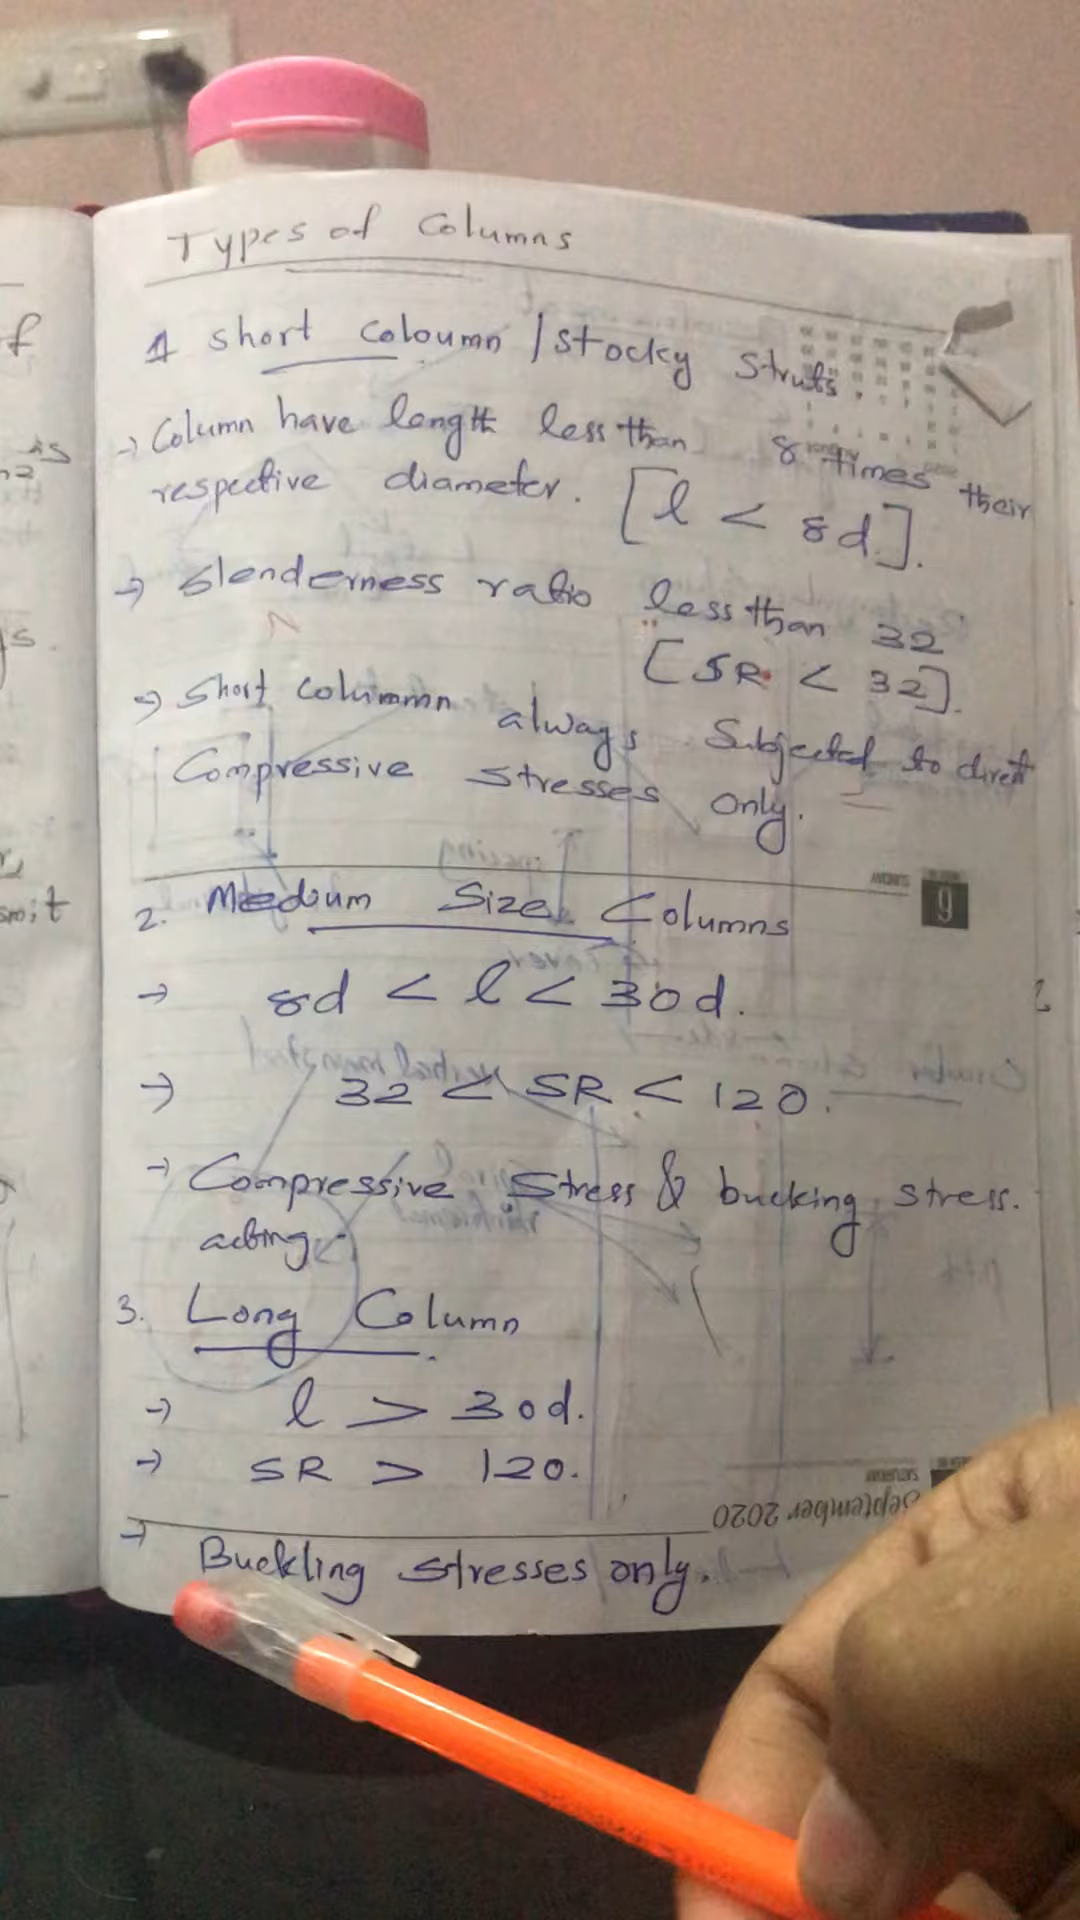 Types of Columns
1 short coloumn / stocky struts.
→ Column have length less than 8 times their
respective diameter. [l < 8d].
→ Slenderness ratio less than 32
[SR < 32].
→ Short colummn always Subjected to direct
Compressive stresses only.
SUNDAY
9
2. Medium Size Columns
→ 8d < l < 30d.
→ 32 < SR < 120.
→ Compressive stress & bucking stress.
acting.
3. Long Column
→ l > 30d.
→ SR > 120.
SATURDAY
September 2020
→ Buckling stresses only.